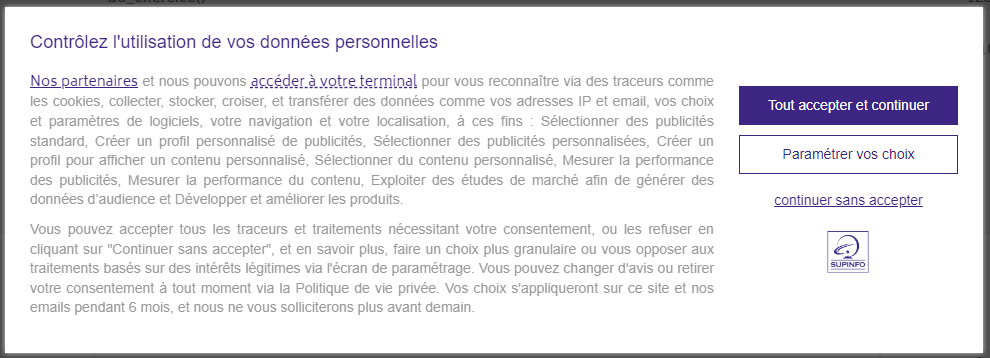 Contrôlez l'utilisation de vos données personnelles
Nos partenaires et nous pouvons accéder à votre terminal pour vous reconnaître via des traceurs comme
les cookies, collecter, stocker, croiser, et transférer des données comme vos adresses IP et email, vos choix
et paramètres de logiciels, votre navigation et votre localisation, à ces fins : Sélectionner des publicités
standard, Créer un profil personnalisé de publicités, Sélectionner des publicités personnalisées, Créer un
profil pour afficher un contenu personnalisé, Sélectionner du contenu personnalisé, Mesurer la performance
des publicités, Mesurer la performance du contenu, Exploiter des études de marché afin de générer des
données d'audience et Développer et améliorer les produits.
Vous pouvez accepter tous les traceurs et traitements nécessitant votre consentement, ou les refuser en
cliquant sur "Continuer sans accepter", et en savoir plus, faire un choix plus granulaire ou vous opposer aux
traitements basés sur des intérêts légitimes via l'écran de paramétrage. Vous pouvez changer d'avis ou retirer
votre consentement à tout moment via la Politique de vie privée. Vos choix s'appliqueront sur ce site et nos
emails pendant 6 mois, et nous ne vous solliciterons plus avant demain.
Tout accepter et continuer
Paramétrer vos choix
continuer sans accepter
SUPINFO